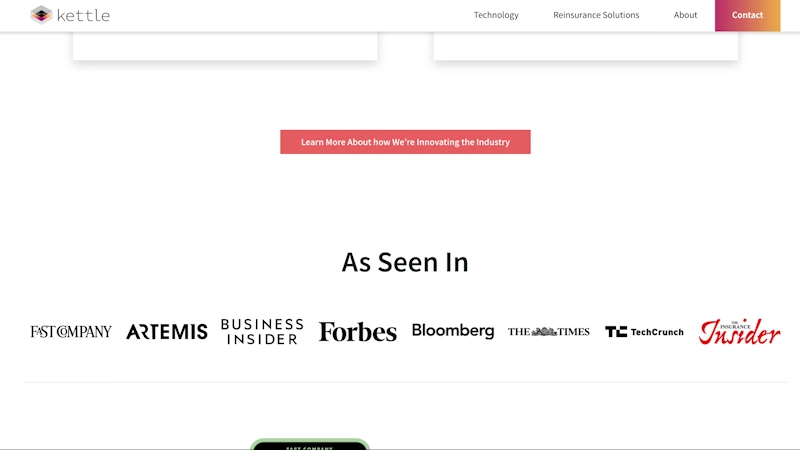 kettle
Technology
Reinsurance Solutions
About
Contact
Learn More About how We're Innovating the Industry
As Seen In
FAST COMPANY
ARTEMIS
BUSINESS
INSIDER
Forbes
Bloomberg
THE TIMES
TC TechCrunch
THE
INSURANCE
Insider
FAST COMPANY